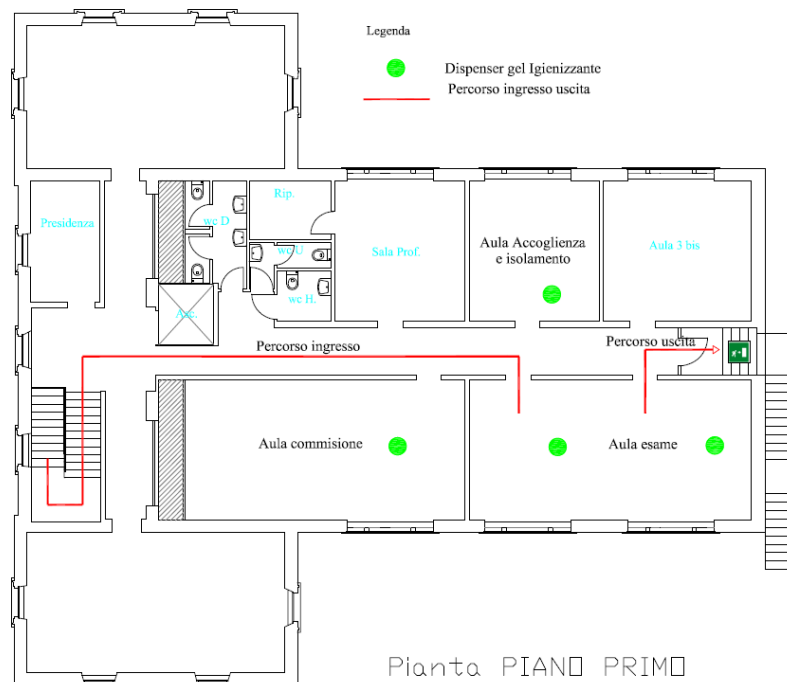 Legenda
Dispenser gel Igienizzante
Percorso ingresso uscita
Presidenza
wc D
Rip.
wc U
wc H.
Asc.
Sala Prof.
Aula Accoglienza
e isolamento
Aula 3 bis
Percorso ingresso
Percorso uscita
Aula commisione
Aula esame
Pianta PIANO PRIMO